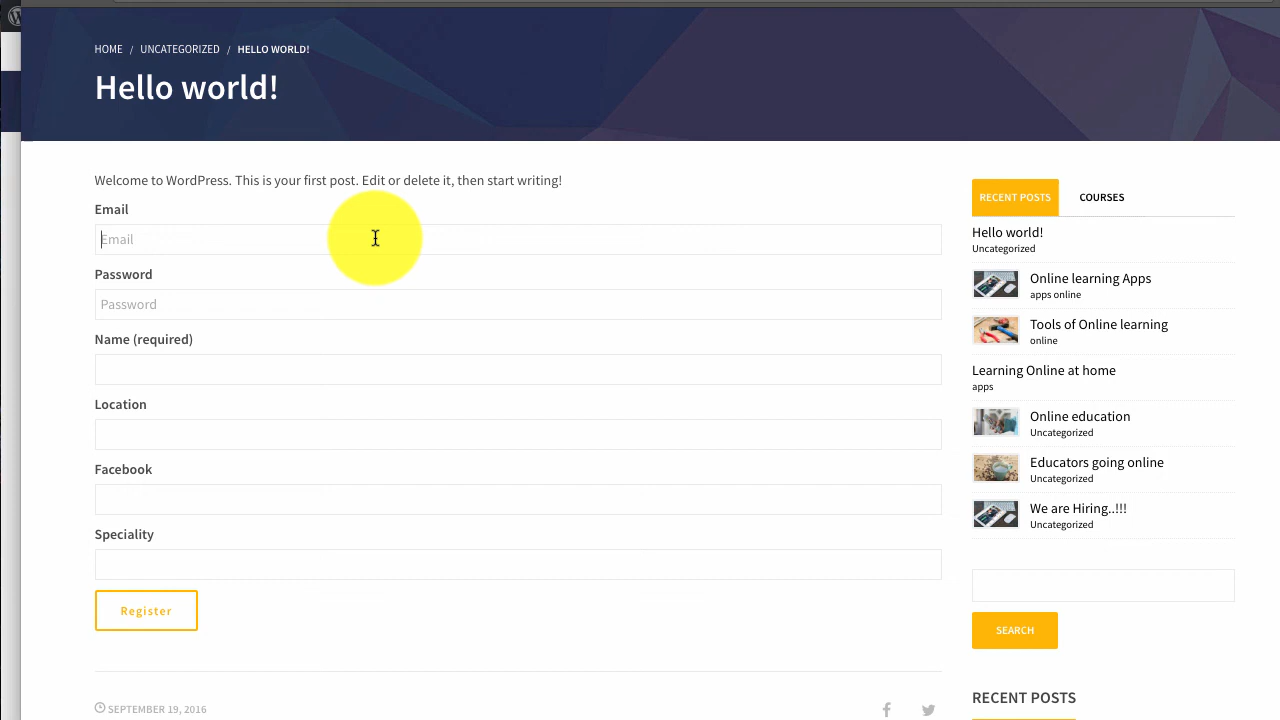 HOME / UNCATEGORIZED / HELLO WORLD!
Hello world!
Welcome to WordPress. This is your first post. Edit or delete it, then start writing!
Email
Email
Password
Password
Name (required)
Location
Facebook
Speciality
Register
SEPTEMBER 19, 2016
RECENT POSTS
COURSES
Hello world!
Uncategorized
Online learning Apps
apps online
Tools of Online learning
online
Learning Online at home
apps
Online education
Uncategorized
Educators going online
Uncategorized
We are Hiring..!!!
Uncategorized
SEARCH
RECENT POSTS